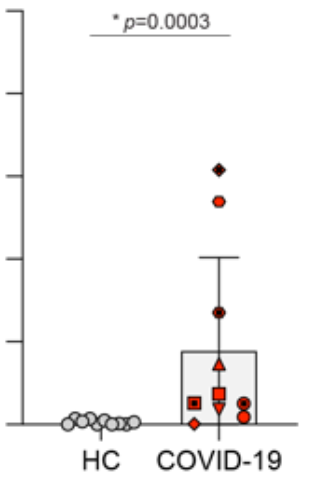 * p=0.0003
HC COVID-19